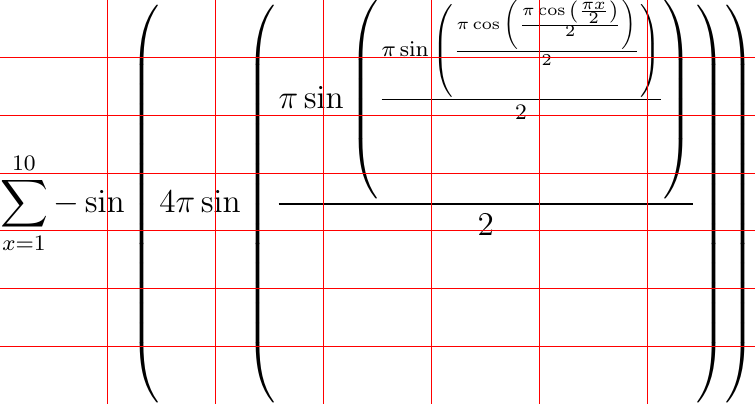 \sum_{x=1}^{10} - \sin \left( 4\pi \sin \left( \frac{\pi \sin \left( \frac{\pi \sin \left( \frac{\pi \cos \left( \frac{\pi \cos \left( \frac{\pi x}{2} \right)}{2} \right)}{2} \right)}{2} \right)}{2} \right) \right)